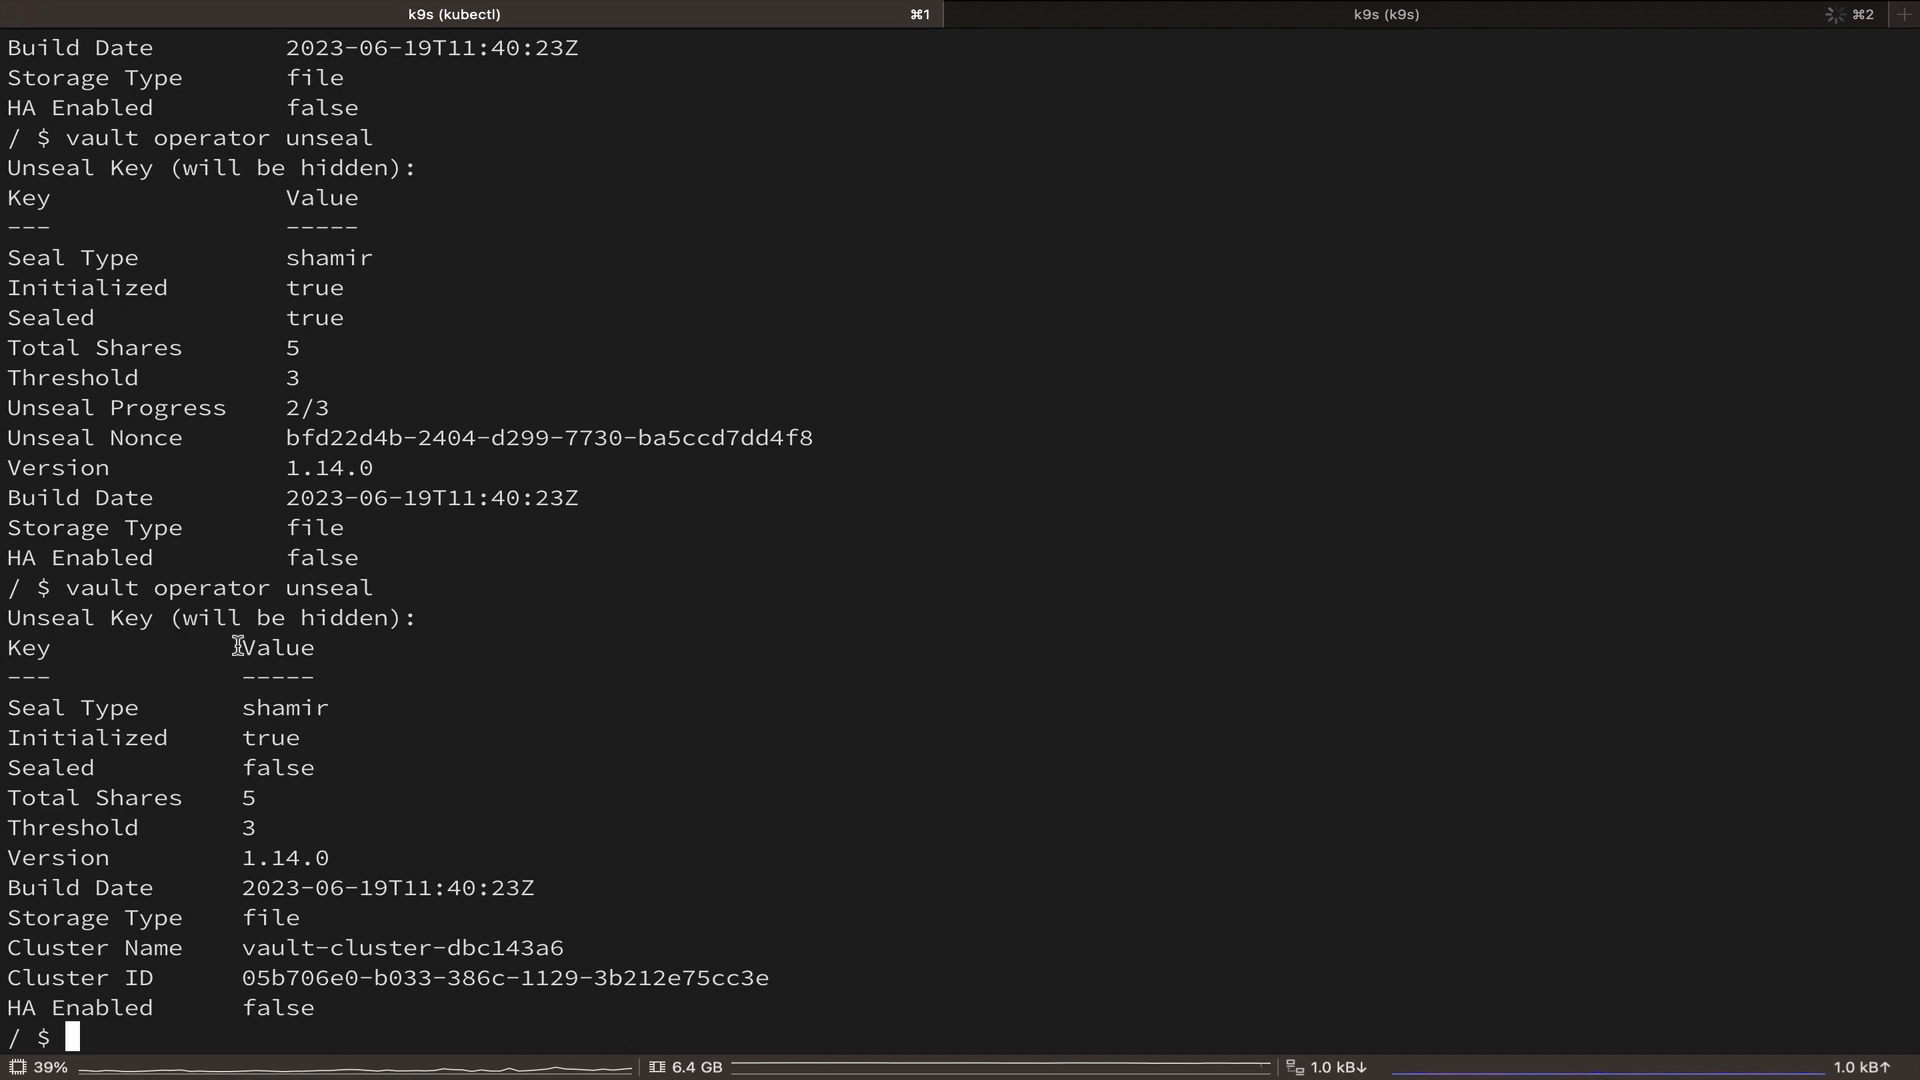 k9s (kubectl) ⌘1 k9s (k9s) ⌘2
Build Date 2023-06-19T11:40:23Z
Storage Type file
HA Enabled false
/ $ vault operator unseal
Unseal Key (will be hidden):
Key Value
--- -----
Seal Type shamir
Initialized true
Sealed true
Total Shares 5
Threshold 3
Unseal Progress 2/3
Unseal Nonce bfd22d4b-2404-d299-7730-ba5ccd7dd4f8
Version 1.14.0
Build Date 2023-06-19T11:40:23Z
Storage Type file
HA Enabled false
/ $ vault operator unseal
Unseal Key (will be hidden):
Key Value
--- -----
Seal Type shamir
Initialized true
Sealed false
Total Shares 5
Threshold 3
Version 1.14.0
Build Date 2023-06-19T11:40:23Z
Storage Type file
Cluster Name vault-cluster-dbc143a6
Cluster ID 05b706e0-b033-386c-1129-3b212e75cc3e
HA Enabled false
/ $
39% 6.4 GB 1.0 kB↓ 1.0 kB↑